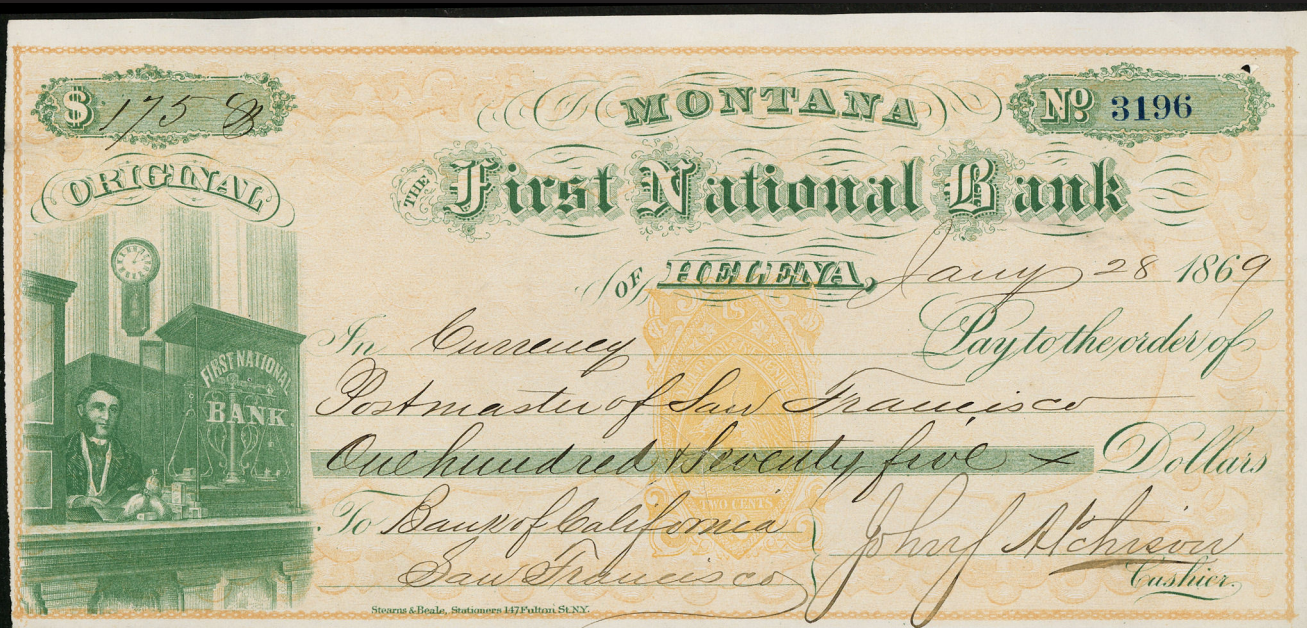 $ 175
MONTANA
No 3196
ORIGINAL
THE First National Bank
OF HELENA, Jany 28 1869
FIRST NATIONAL
BANK
In Currency Pay to the order of
Postmaster of San Francisco
One hundred & Seventy five x Dollars
TWO CENTS
To Bank of California
San Francisco
John Atchison
Cashier.
Stearns & Beale, Stationers 147 Fulton St. N.Y.